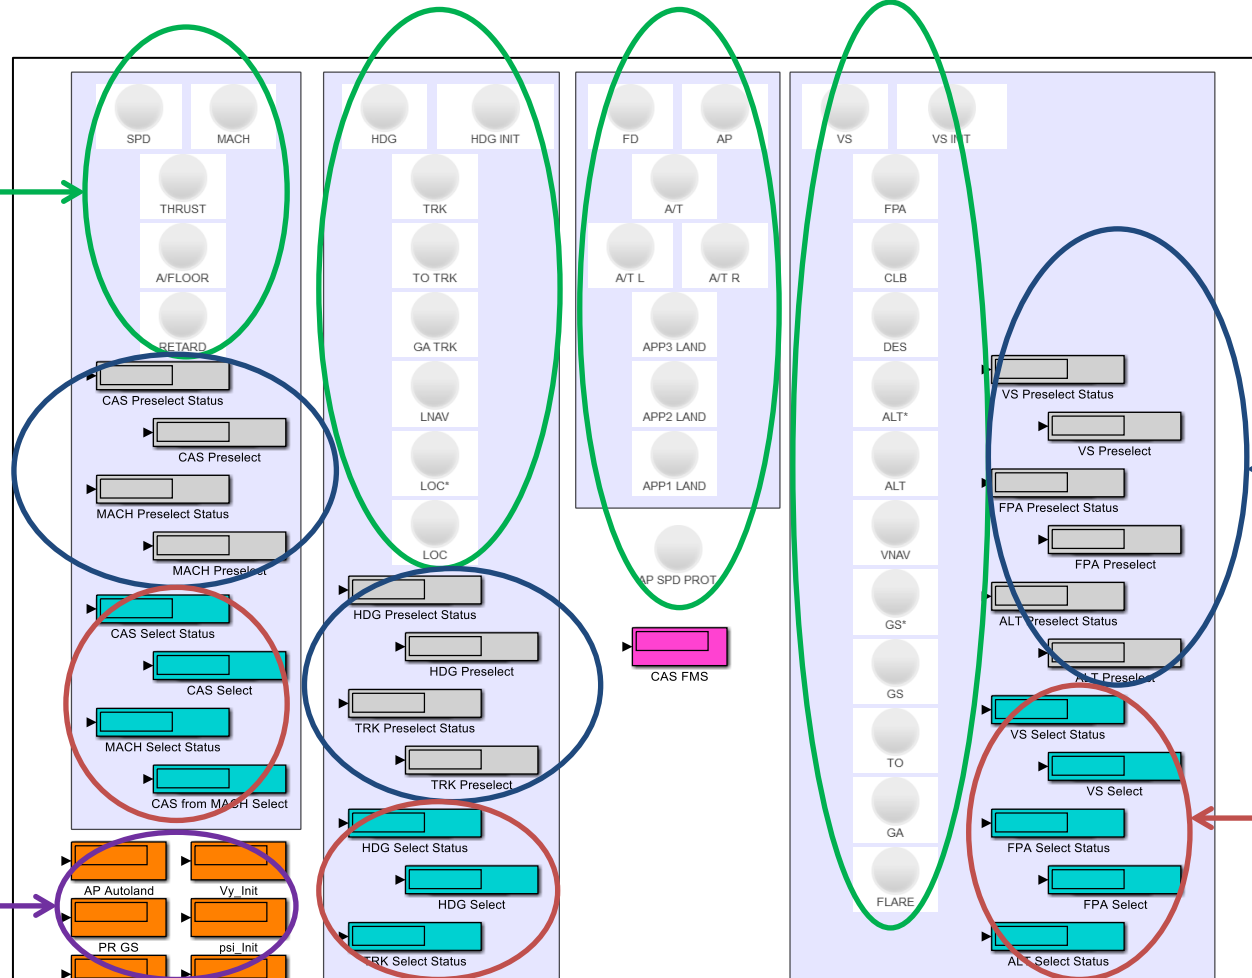 SPD
MACH
THRUST
A/FLOOR
RETARD
CAS Preselect Status
CAS Preselect
MACH Preselect Status
MACH Preselect
CAS Select Status
CAS Select
MACH Select Status
CAS from MACH Select
AP Autoland
Vy_Init
PR GS
psi_Init
HDG
HDG INIT
TRK
TO TRK
GA TRK
LNAV
LOC*
LOC
HDG Preselect Status
HDG Preselect
TRK Preselect Status
TRK Preselect
HDG Select Status
HDG Select
TRK Select Status
FD
AP
A/T
A/T L
A/T R
APP3 LAND
APP2 LAND
APP1 LAND
AP SPD PROT
CAS FMS
VS
VS INIT
FPA
CLB
DES
ALT*
ALT
VNAV
GS*
GS
TO
GA
FLARE
VS Preselect Status
VS Preselect
FPA Preselect Status
FPA Preselect
ALT Preselect Status
ALT Preselect
VS Select Status
VS Select
FPA Select Status
FPA Select
ALT Select Status